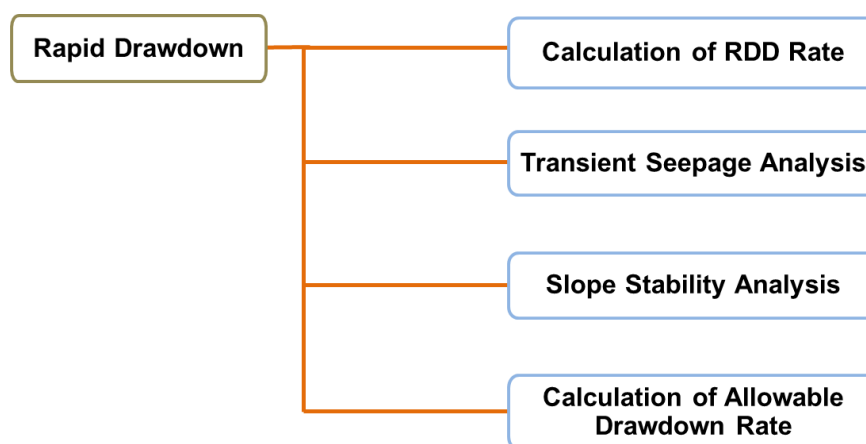 Rapid Drawdown
Calculation of RDD Rate
Transient Seepage Analysis
Slope Stability Analysis
Calculation of Allowable
Drawdown Rate